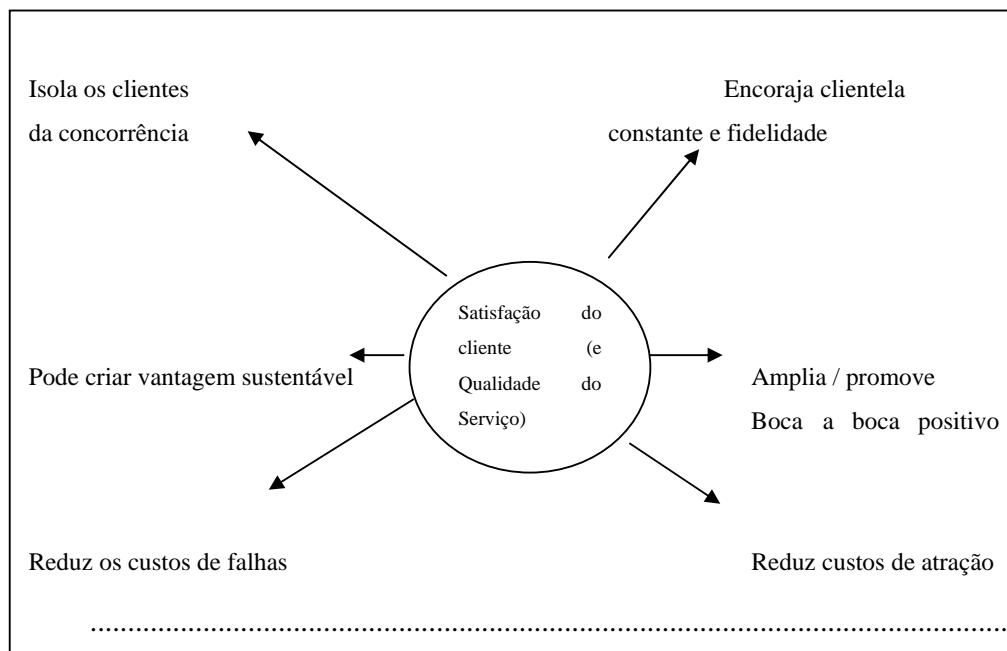 Isola os clientes
da concorrência
Encoraja clientela
constante e fidelidade
Satisfação do
cliente (e
Qualidade do
Serviço)
Pode criar vantagem sustentável
Amplia / promove
Boca a boca positivo
Reduz os custos de falhas
Reduz custos de atração